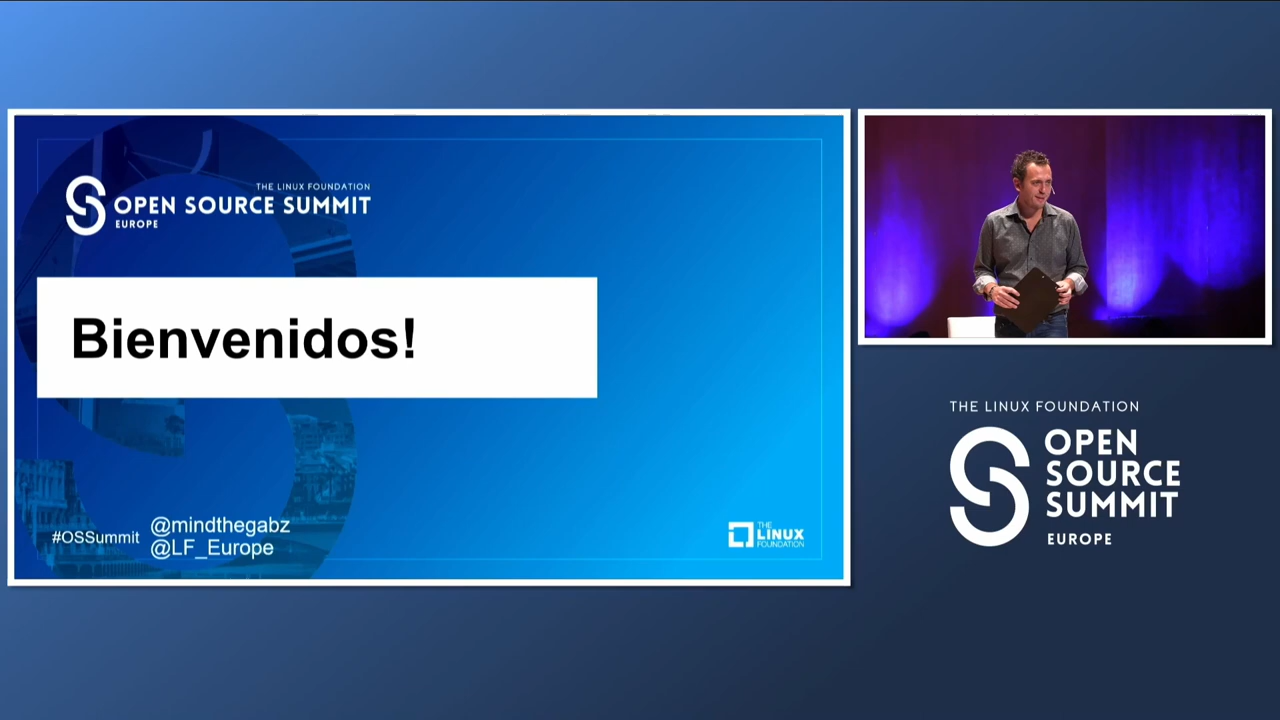 THE LINUX FOUNDATION
OPEN SOURCE SUMMIT
EUROPE
Bienvenidos!
#OSSummit
@mindthegabz
@LF_Europe
THE
LINUX
FOUNDATION
THE LINUX FOUNDATION
OPEN
SOURCE
SUMMIT
EUROPE